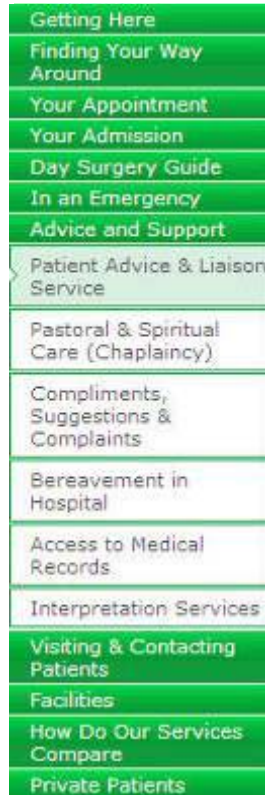 Getting Here
Finding Your Way
Around
Your Appointment
Your Admission
Day Surgery Guide
In an Emergency
Advice and Support
Patient Advice & Liaison
Service
Pastoral & Spiritual
Care (Chaplaincy)
Compliments,
Suggestions &
Complaints
Bereavement in
Hospital
Access to Medical
Records
Interpretation Services
Visiting & Contacting
Patients
Facilities
How Do Our Services
Compare
Private Patients